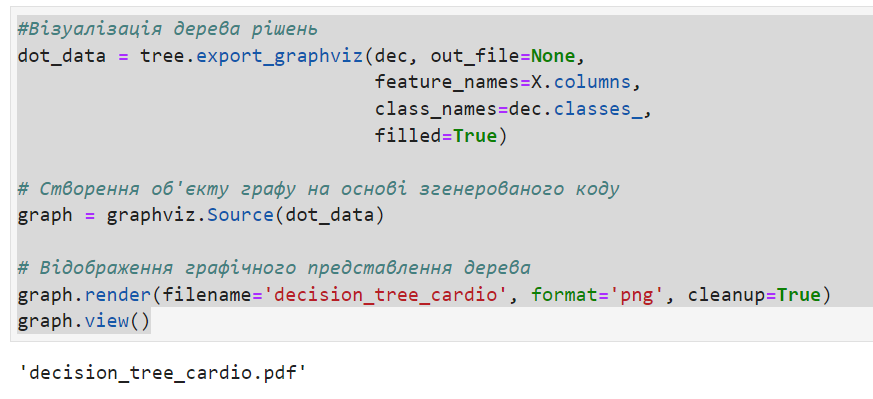 #Візуалізація дерева рішень
dot_data = tree.export_graphviz(dec, out_file=None,
                                feature_names=X.columns,
                                class_names=dec.classes_,
                                filled=True)
# Створення об'єкту графу на основі згенерованого коду
graph = graphviz.Source(dot_data)
# Відображення графічного представлення дерева
graph.render(filename='decision_tree_cardio', format='png', cleanup=True)
graph.view()
'decision_tree_cardio.pdf'